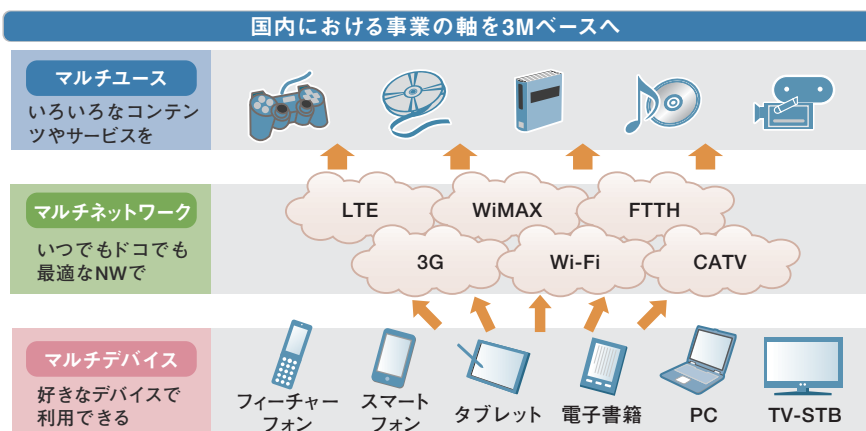 国内における事業の軸を3Mベースへ
マルチユース
いろいろなコンテン
ツやサービスを
マルチネットワーク
いつでもドコでも
最適なNWで
LTE
WiMAX
FTTH
3G
Wi-Fi
CATV
マルチデバイス
好きなデバイスで
利用できる
フィーチャー
フォン
スマート
フォン
タブレット
電子書籍
PC
TV-STB